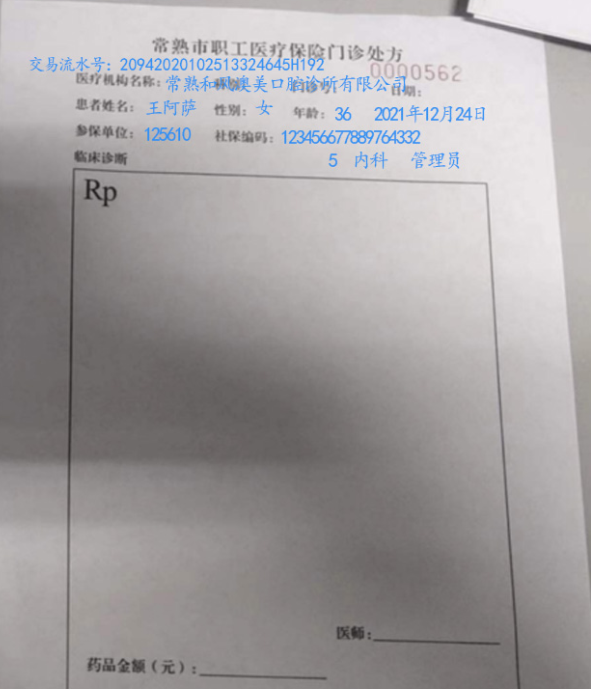 常熟市职工医疗保险门诊处方
交易流水号：20942020102513324645H192
0000562
医疗机构名称：常熟和风澳美口腔诊所有限公司 日期：
患者姓名： 王阿萨 性别： 女 年龄： 36 2021年12月24日
参保单位： 125610 社保编码：123456677889764332
临床诊断 5 内科 管理员
Rp
医师：
药品金额（元）：